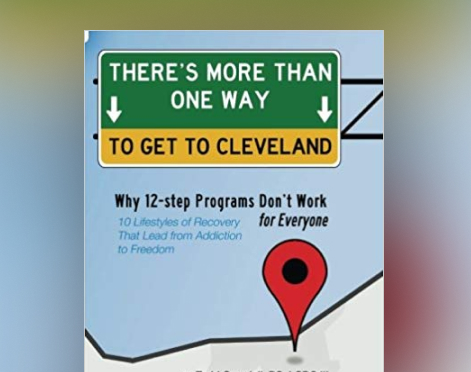 THERE'S MORE THAN
ONE WAY
TO GET TO CLEVELAND
Why 12-step Programs Don't Work
for Everyone
10 Lifestyles of Recovery
That Lead from Addiction
to Freedom